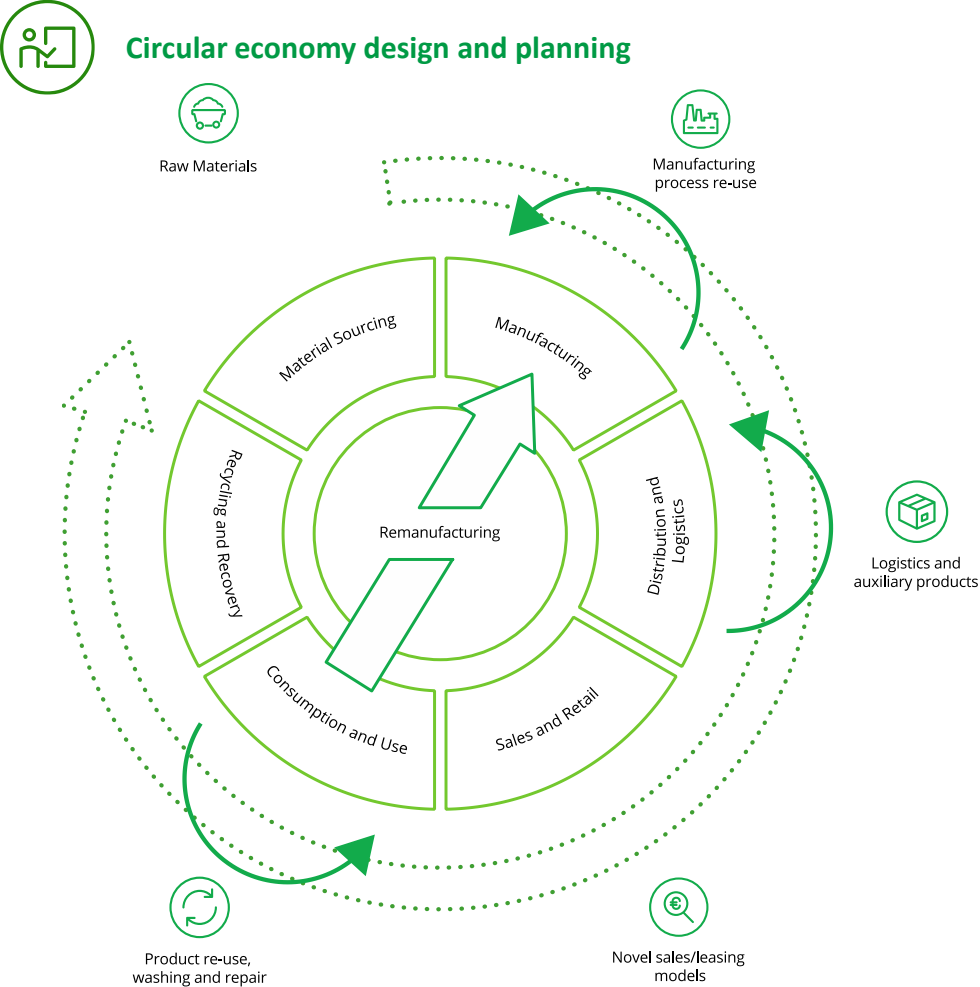 Circular economy design and planning
Raw Materials
Manufacturing
process re-use
Material Sourcing
Manufacturing
Recycling and Recovery
Distribution and
Logistics
Remanufacturing
Logistics and
auxiliary products
Consumption and Use
Sales and Retail
Product re-use,
washing and repair
€
Novel sales/leasing
models